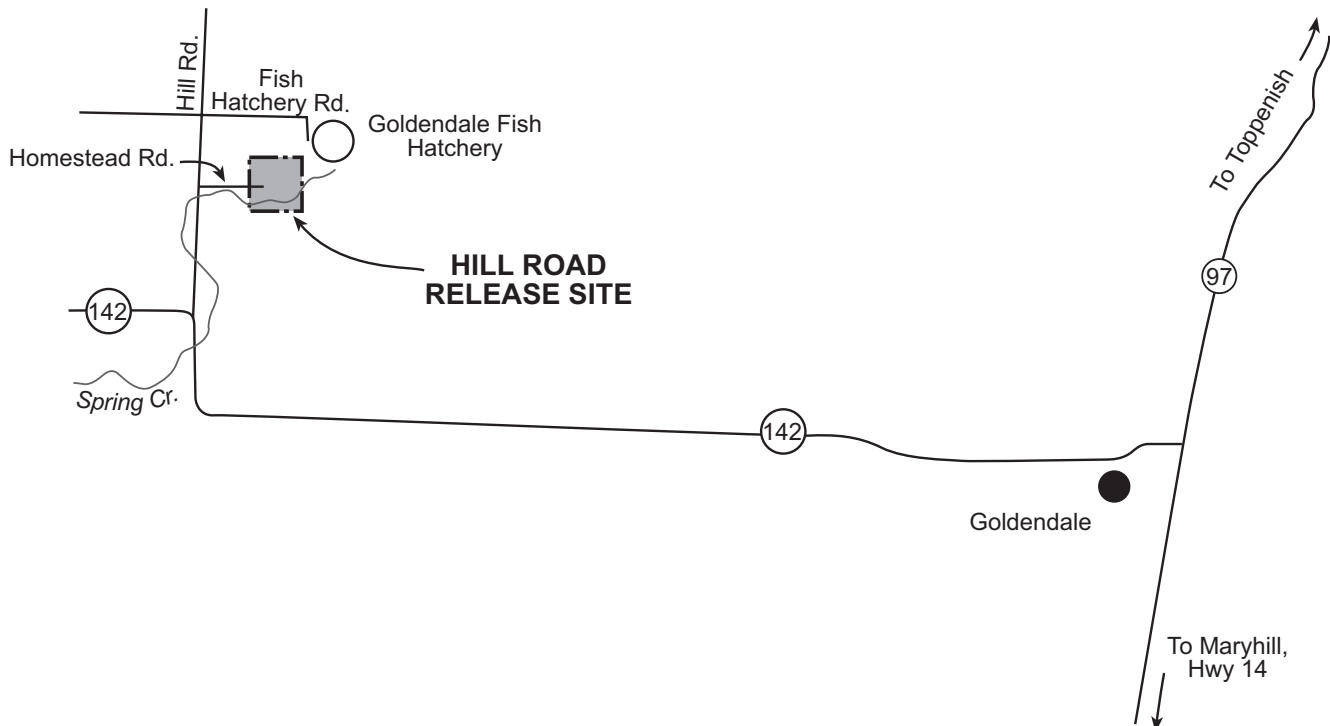 Hill Rd.
Fish
Hatchery Rd.
Goldendale Fish
Hatchery
Homestead Rd.
To Toppenish
HILL ROAD
RELEASE SITE
97
142
Spring Cr.
142
Goldendale
To Maryhill,
Hwy 14